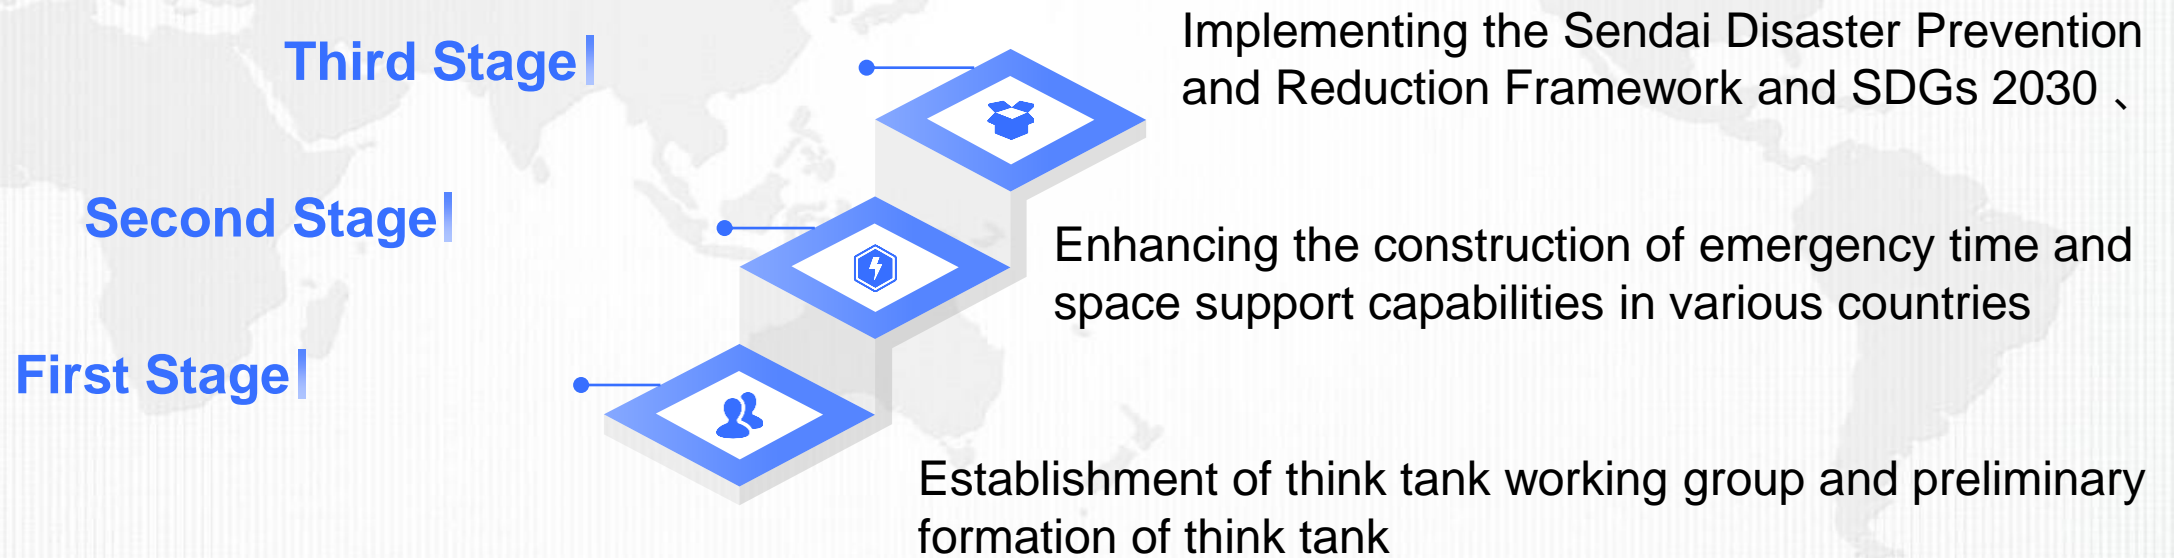 Third Stage
Implementing the Sendai Disaster Prevention
and Reduction Framework and SDGs 2030 、
Second Stage
Enhancing the construction of emergency time and
space support capabilities in various countries
First Stage
Establishment of think tank working group and preliminary
formation of think tank